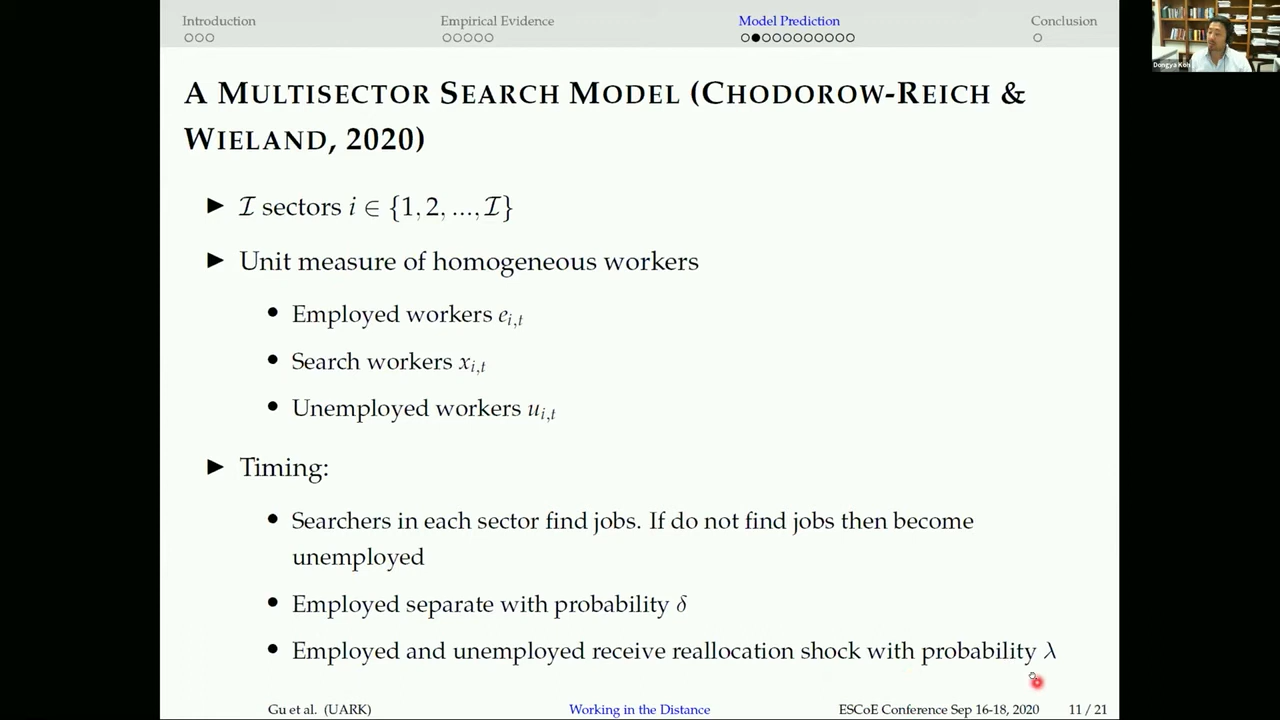 Introduction Empirical Evidence Model Prediction Conclusion
A MULTISECTOR SEARCH MODEL (CHODOROW-REICH &
WIELAND, 2020)
ℐ sectors i ∈ {1, 2, ..., ℐ}
Unit measure of homogeneous workers
Employed workers e_{i,t}
Search workers x_{i,t}
Unemployed workers u_{i,t}
Timing:
Searchers in each sector find jobs. If do not find jobs then become
unemployed
Employed separate with probability δ
Employed and unemployed receive reallocation shock with probability λ
Gu et al. (UARK) Working in the Distance ESCoE Conference Sep 16-18, 2020 11 / 21
Dongya Koh